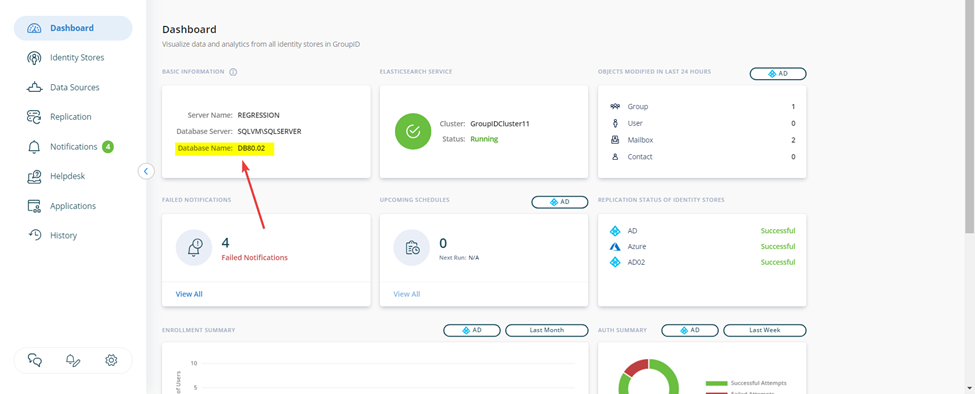 Dashboard
Identity Stores
Data Sources
Replication
Notifications 4
Helpdesk
Applications
History
Dashboard
Visualize data and analytics from all identity stores in GroupID
BASIC INFORMATION
Server Name: REGRESSION
Database Server: SQLVM\SQLSERVER
Database Name: DB80.02
ELASTICSEARCH SERVICE
Cluster: GroupIDCluster11
Status: Running
OBJECTS MODIFIED IN LAST 24 HOURS AD
Group 1
User 0
Mailbox 2
Contact 0
FAILED NOTIFICATIONS
4
Failed Notifications
View All
UPCOMING SCHEDULES AD
0
Next Run: N/A
View All
REPLICATION STATUS OF IDENTITY STORES
AD Successful
Azure Successful
AD02 Successful
ENROLLMENT SUMMARY AD Last Month
10
5
of Users
AUTH SUMMARY AD Last Week
Successful Attempts
Failed Attempts